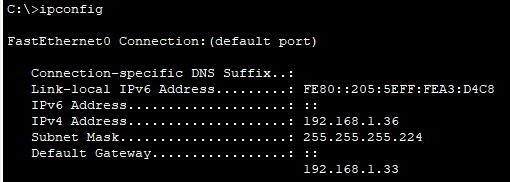 C:\>ipconfig
FastEthernet0 Connection:(default port)
Connection-specific DNS Suffix..:
Link-local IPv6 Address.........: FE80::205:5EFF:FEA3:D4C8
IPv6 Address....................: ::
IPv4 Address....................: 192.168.1.36
Subnet Mask.....................: 255.255.255.224
Default Gateway.................: ::
192.168.1.33